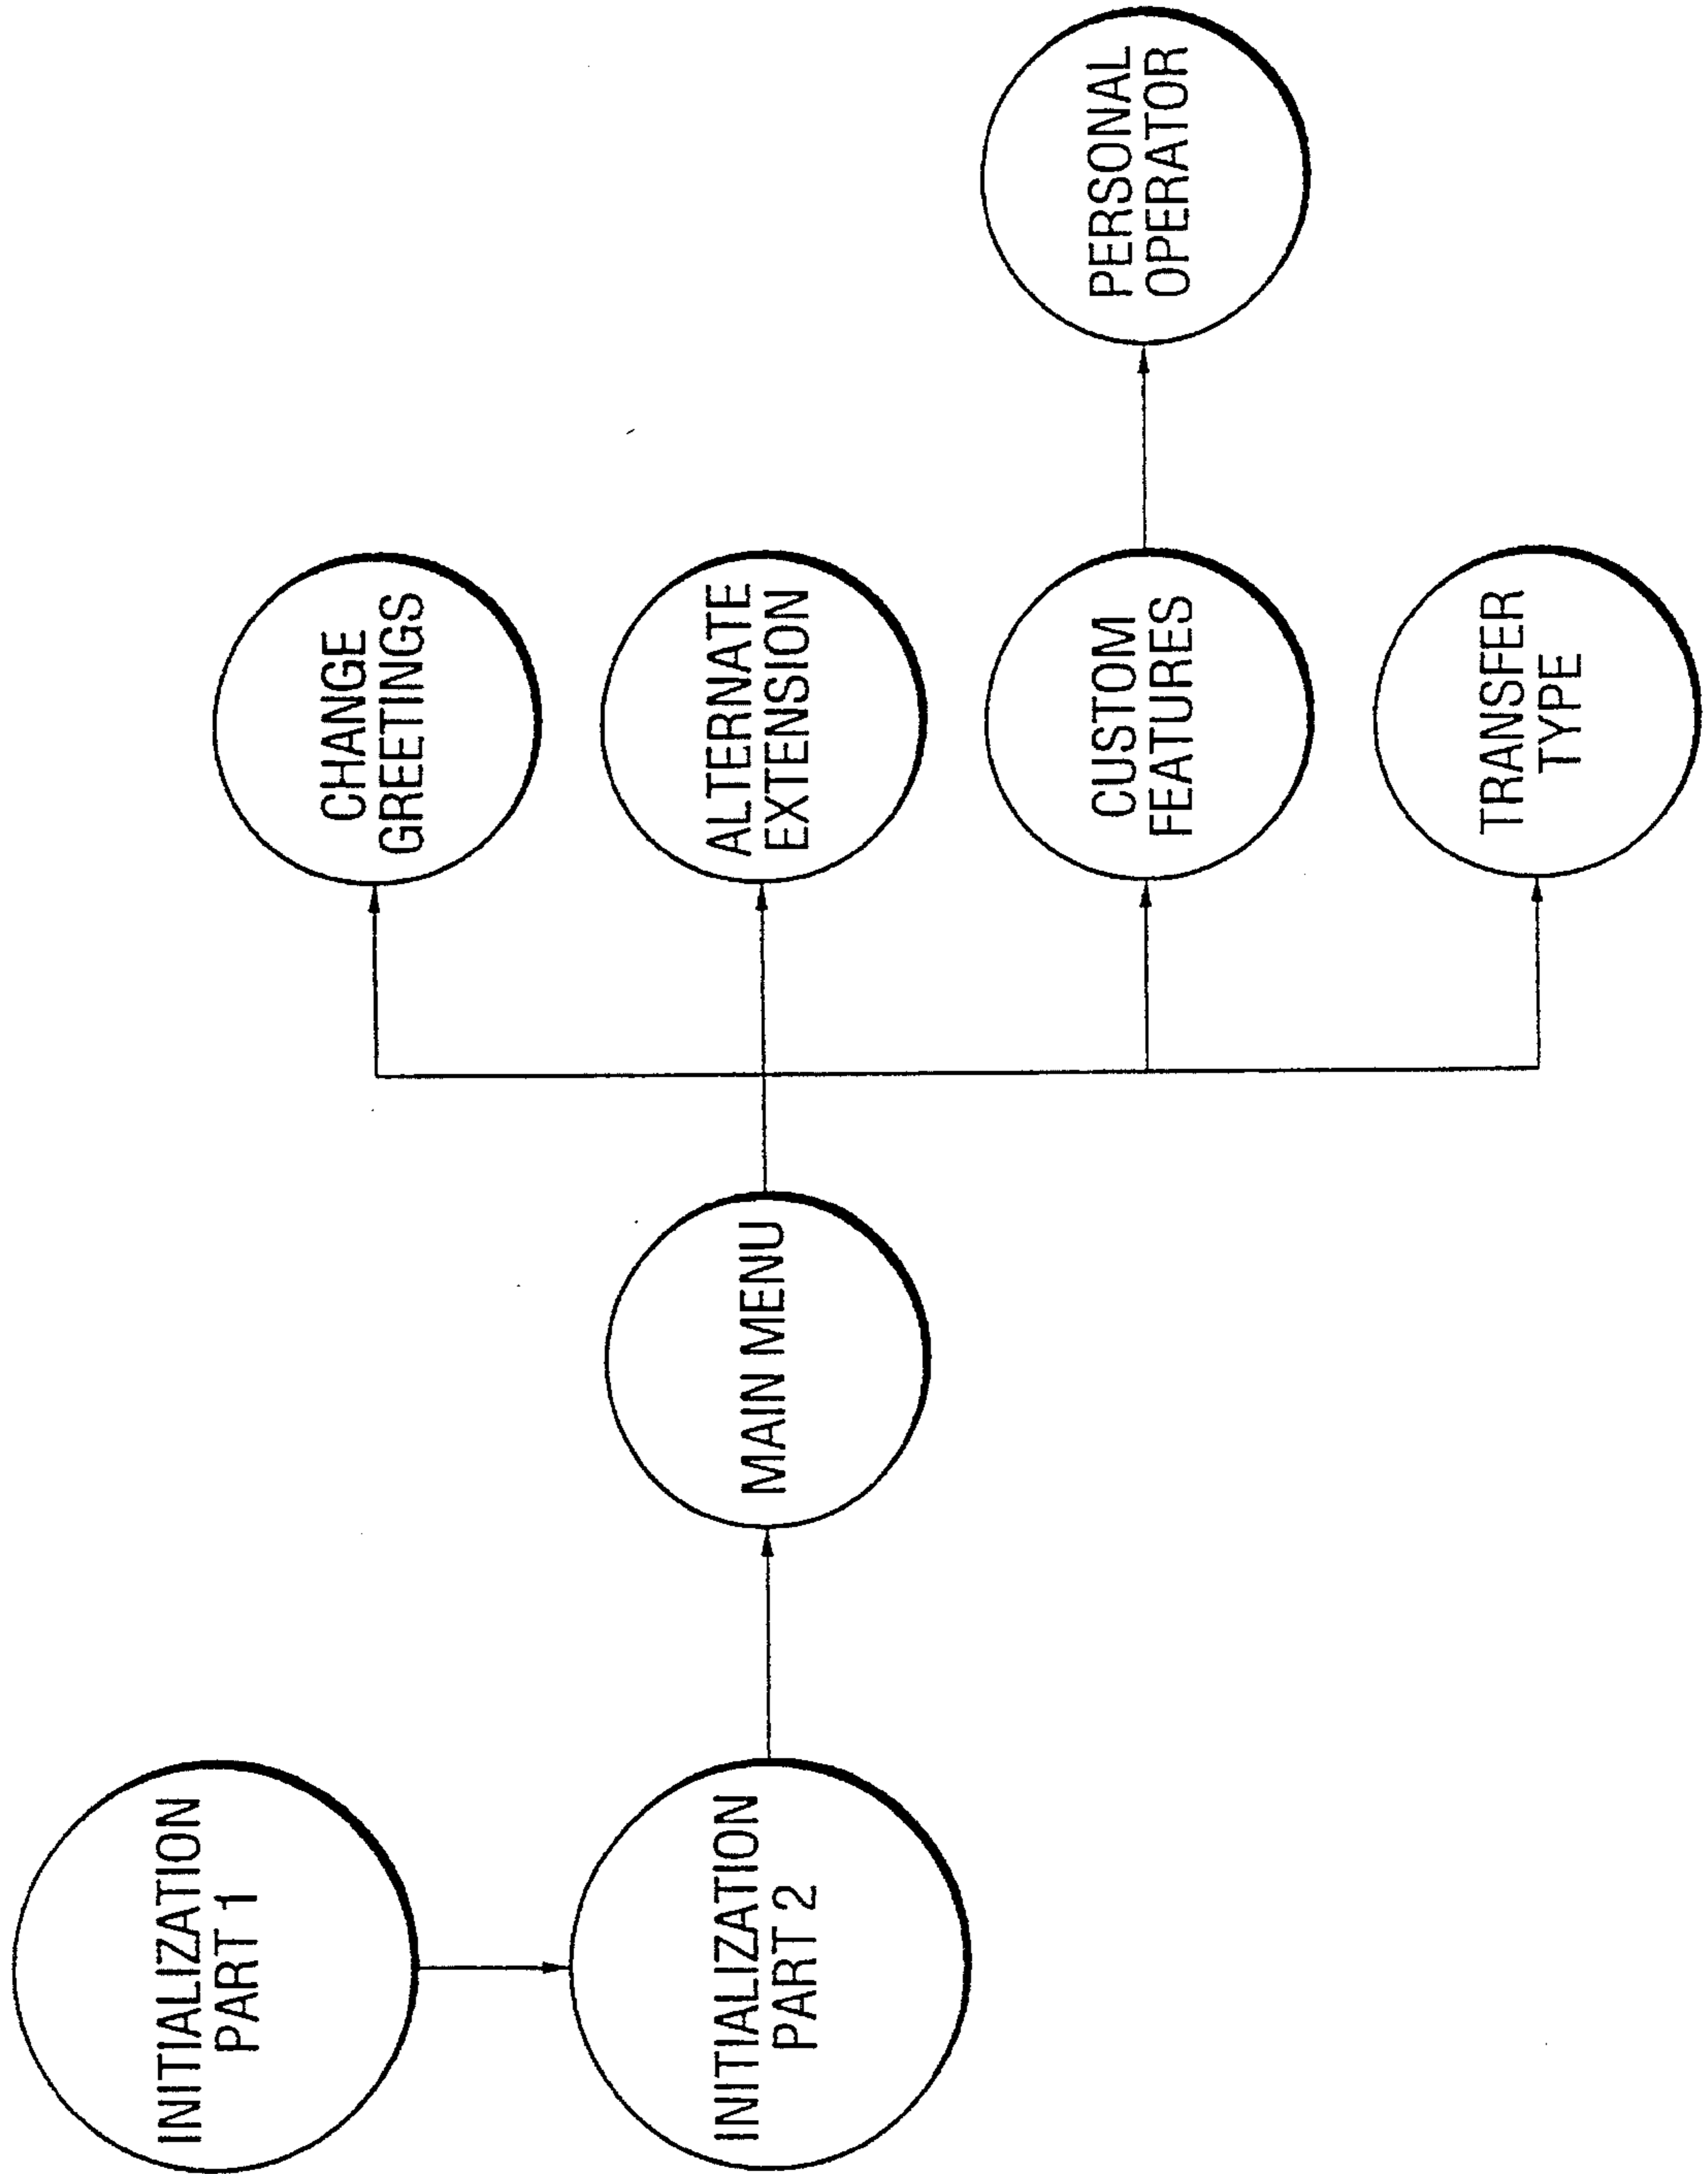 INITIALIZATION
PART 1
INITIALIZATION
PART 2
MAIN MENU
CHANGE
GREETINGS
ALTERNATE
EXTENSION
CUSTOM
FEATURES
TRANSFER
TYPE
PERSONAL
OPERATOR